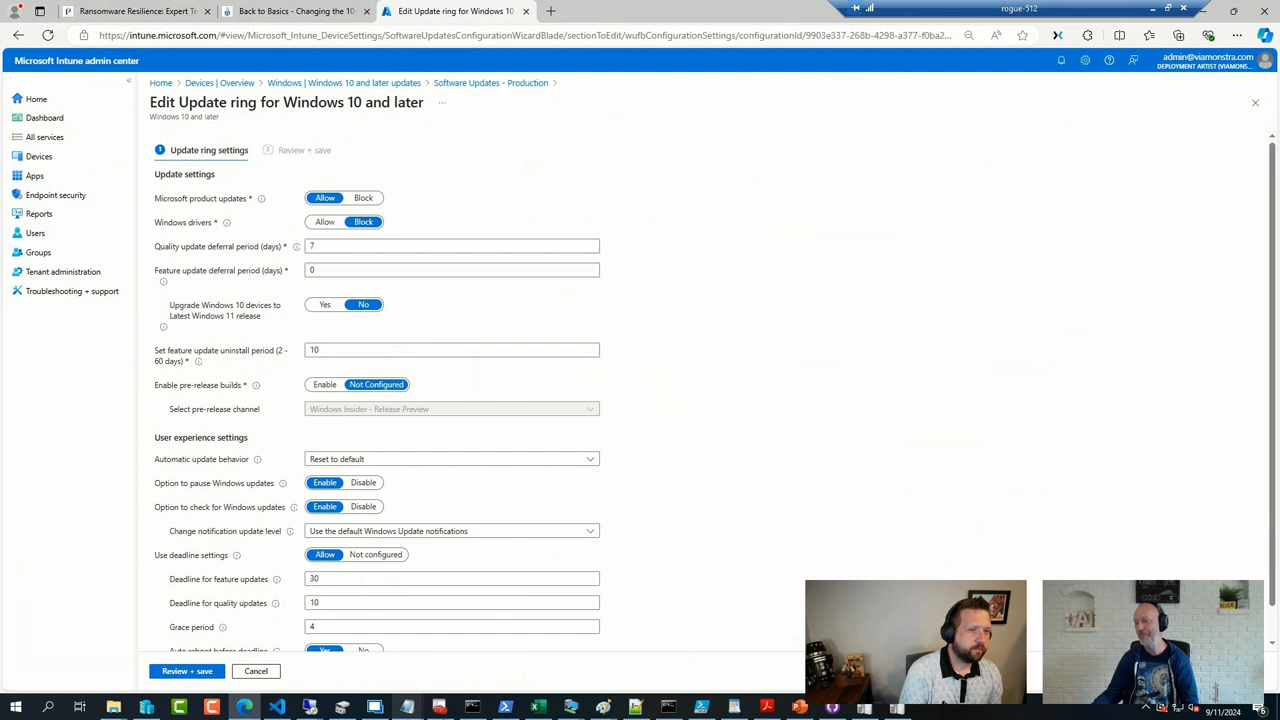 Ransomware Resilience: Expert Te
Back to Basics - Changing the 10-
Edit Update ring for Windows 10
rogue-512
https://intune.microsoft.com/#view/Microsoft_Intune_DeviceSettings/SoftwareUpdatesConfigurationWizardBlade/sectionToEdit/wufbConfigurationSettings/configurationId/9903e337-268b-4298-a377-f0ba2...
Microsoft Intune admin center
admin@viamonstra.com
DEPLOYMENT ARTIST (VIAMONS...
Home > Devices | Overview > Windows | Windows 10 and later updates > Software Updates - Production >
Edit Update ring for Windows 10 and later ...
Windows 10 and later
Home
Dashboard
All services
Devices
Apps
Endpoint security
Reports
Users
Groups
Tenant administration
Troubleshooting + support
1 Update ring settings 2 Review + save
Update settings
Microsoft product updates * Allow Block
Windows drivers * Allow Block
Quality update deferral period (days) * 7
Feature update deferral period (days) * 0
Upgrade Windows 10 devices to Yes No
Latest Windows 11 release
Set feature update uninstall period (2 - 10
60 days) *
Enable pre-release builds * Enable Not Configured
Select pre-release channel Windows Insider - Release Preview
User experience settings
Automatic update behavior Reset to default
Option to pause Windows updates Enable Disable
Option to check for Windows updates Enable Disable
Change notification update level Use the default Windows Update notifications
Use deadline settings Allow Not configured
Deadline for feature updates 30
Deadline for quality updates 10
Grace period 4
Auto reboot before deadline Yes No
Review + save Cancel
9/11/2024